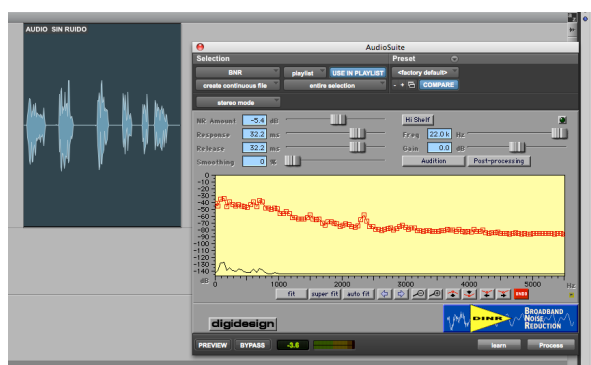 AUDIO SIN RUIDO
AudioSuite
Selection Preset
BNR playlist USE IN PLAYLIST <factory default>
create continuous file entire selection - + COMPARE
stereo mode
NR Amount -5.4 dB Hi Shelf
Response 32.2 ms Freq 22.0 k Hz
Release 32.2 ms Gain 0.0 dB
Smoothing 0 % Audition Post-processing
0
-10
-20
-30
-40
-50
-60
-70
-80
-90
-100
-110
-120
-130
-140
dB 0 1000 2000 3000 4000 5000 Hz
fit super fit auto fit undo
digidesign DINR BROADBAND
NOISE
REDUCTION
PREVIEW BYPASS -3.6 learn Process